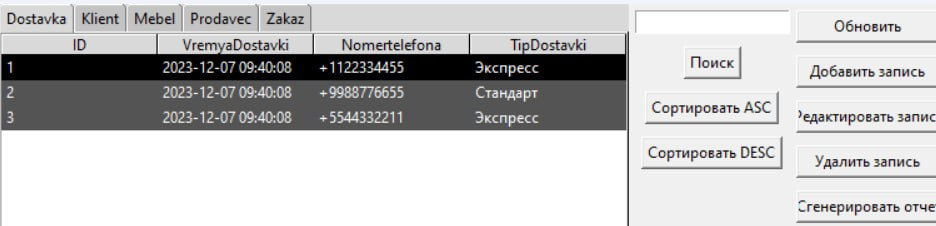 Dostavka Klient Mebel Prodavec Zakaz
ID VremyaDostavki Nomertelefona TipDostavki
1 2023-12-07 09:40:08 +1122334455 Экспресс
2 2023-12-07 09:40:08 +9988776655 Стандарт
3 2023-12-07 09:40:08 +5544332211 Экспресс
Поиск
Сортировать ASC
Сортировать DESC
Обновить
Добавить запись
Редактировать запис
Удалить запись
Сгенерировать отче